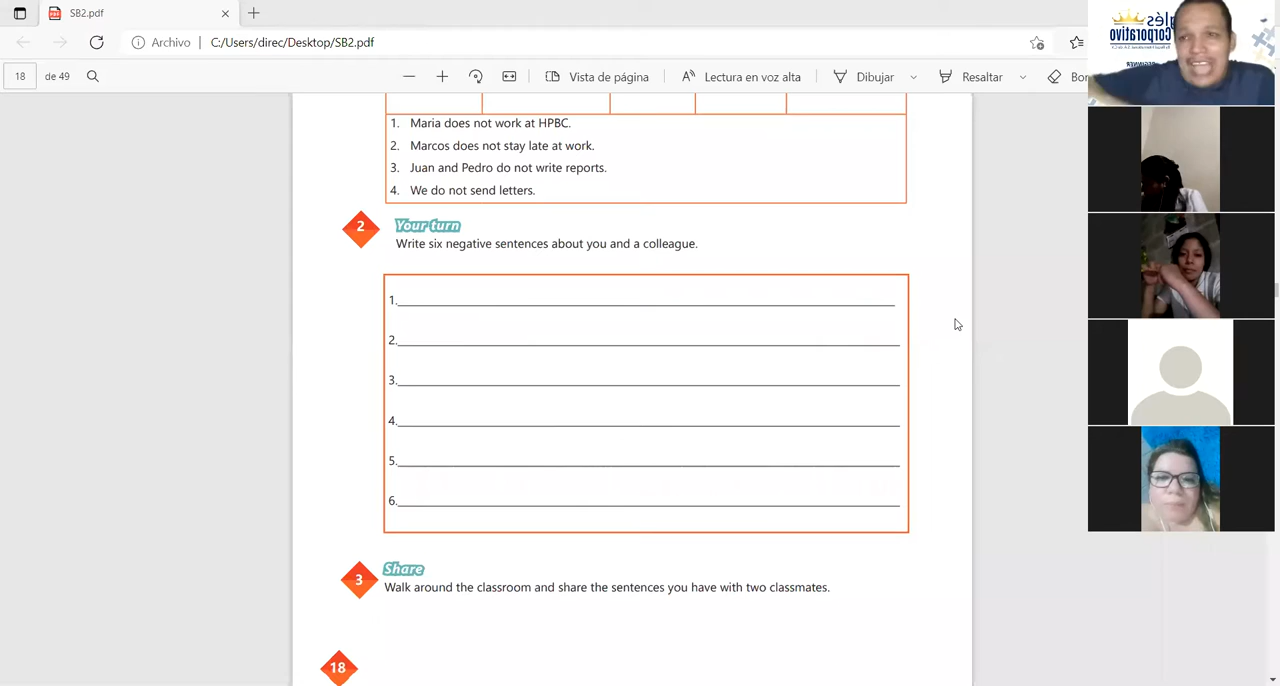 SB2.pdf
Archivo C:/Users/direc/Desktop/SB2.pdf
18 de 49 Vista de página Lectura en voz alta Dibujar Resaltar
1. Maria does not work at HPBC.
2. Marcos does not stay late at work.
3. Juan and Pedro do not write reports.
4. We do not send letters.
2 Your turn
Write six negative sentences about you and a colleague.
1.
2.
3.
4.
5.
6.
3 Share
Walk around the classroom and share the sentences you have with two classmates.
18
Corporativo